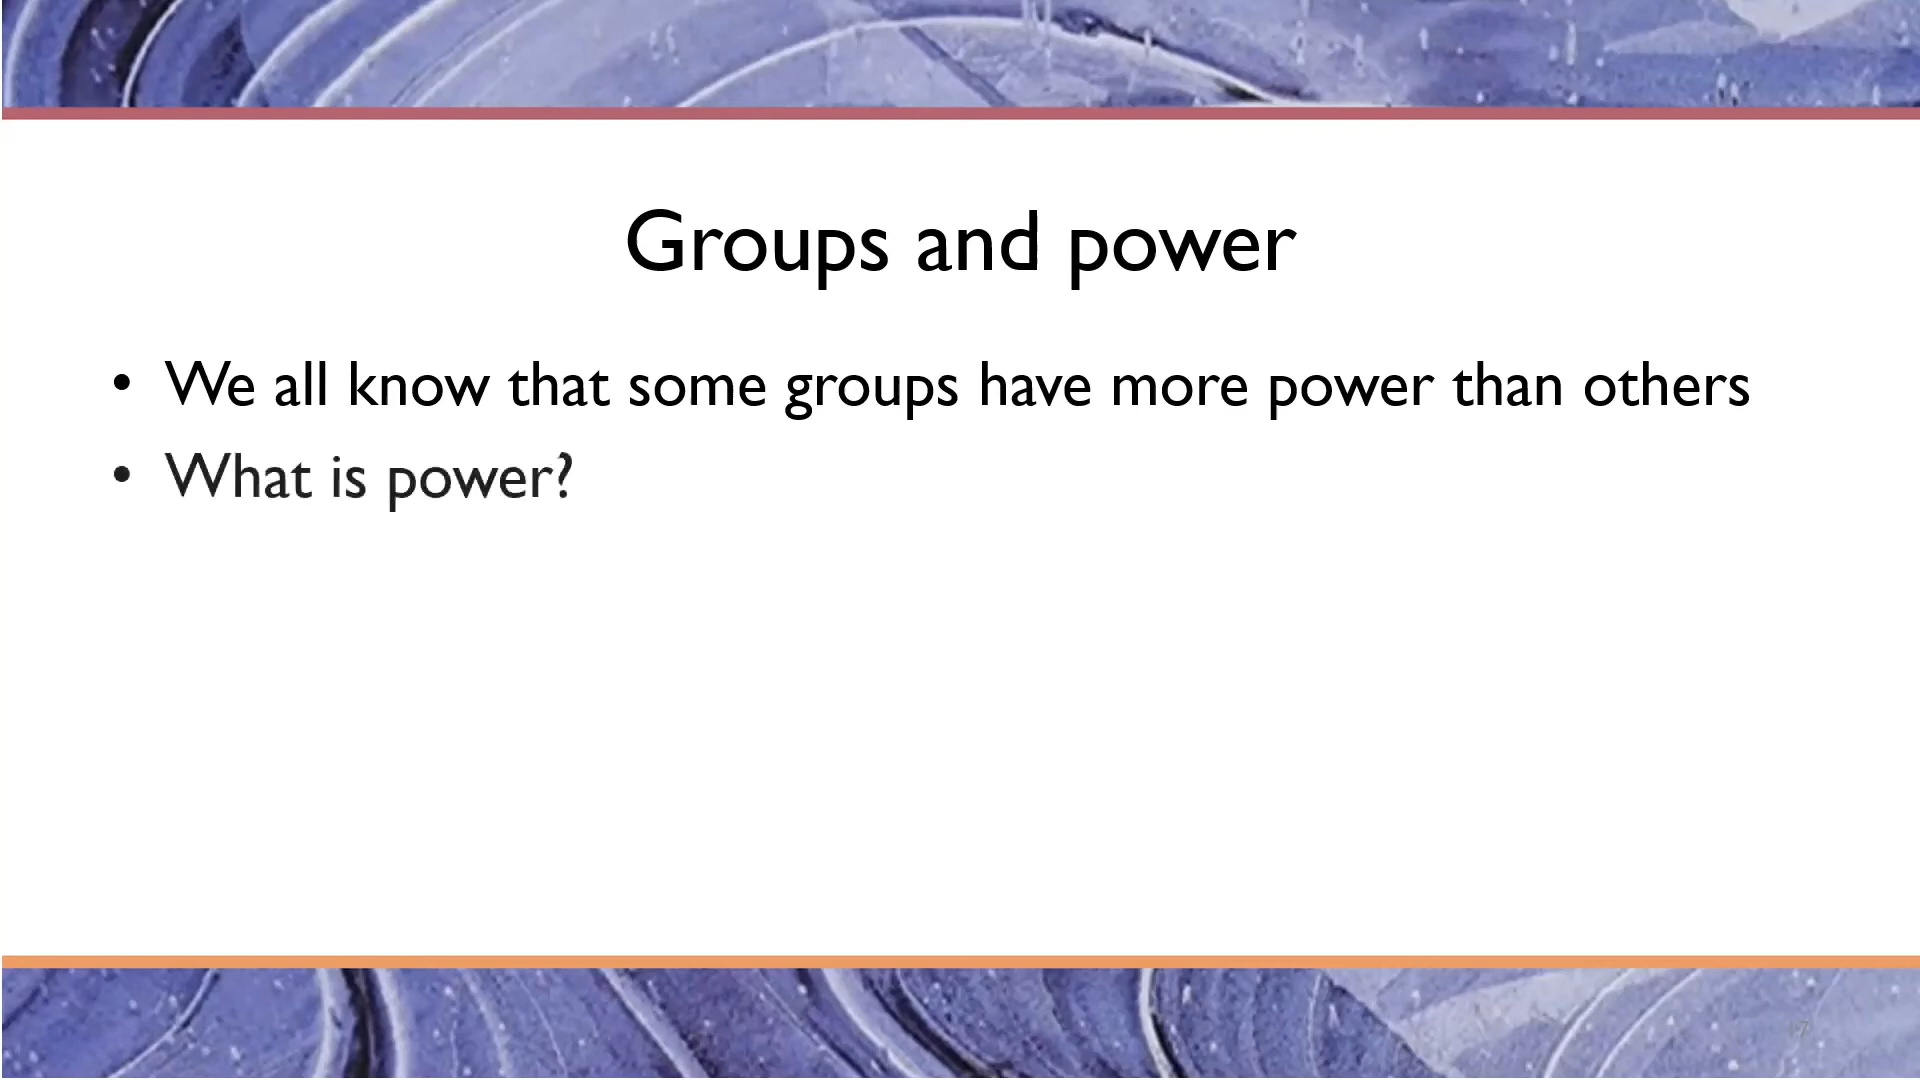 Groups and power
• We all know that some groups have more power than others
• What is power?